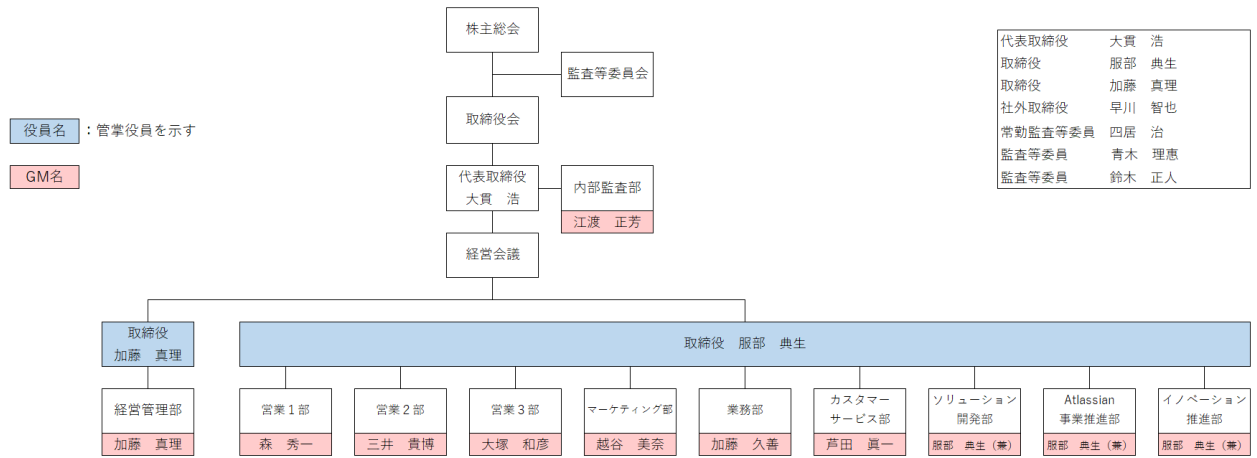 株主総会
監査等委員会
取締役会
代表取締役
大貫　浩
内部監査部
江渡　正芳
経営会議
役員名 ：管掌役員を示す
GM名
代表取締役　大貫　浩
取締役　服部　典生
取締役　加藤　真理
社外取締役　早川　智也
常勤監査等委員　四居　治
監査等委員　青木　理恵
監査等委員　鈴木　正人
取締役
加藤　真理
取締役　服部　典生
経営管理部
加藤　真理
営業１部
森　秀一
営業２部
三井　貴博
営業３部
大塚　和彦
マーケティング部
越谷　美奈
業務部
加藤　久善
カスタマー
サービス部
芦田　眞一
ソリューション
開発部
服部　典生（兼）
Atlassian
事業推進部
服部　典生（兼）
イノベーション
推進部
服部　典生（兼）